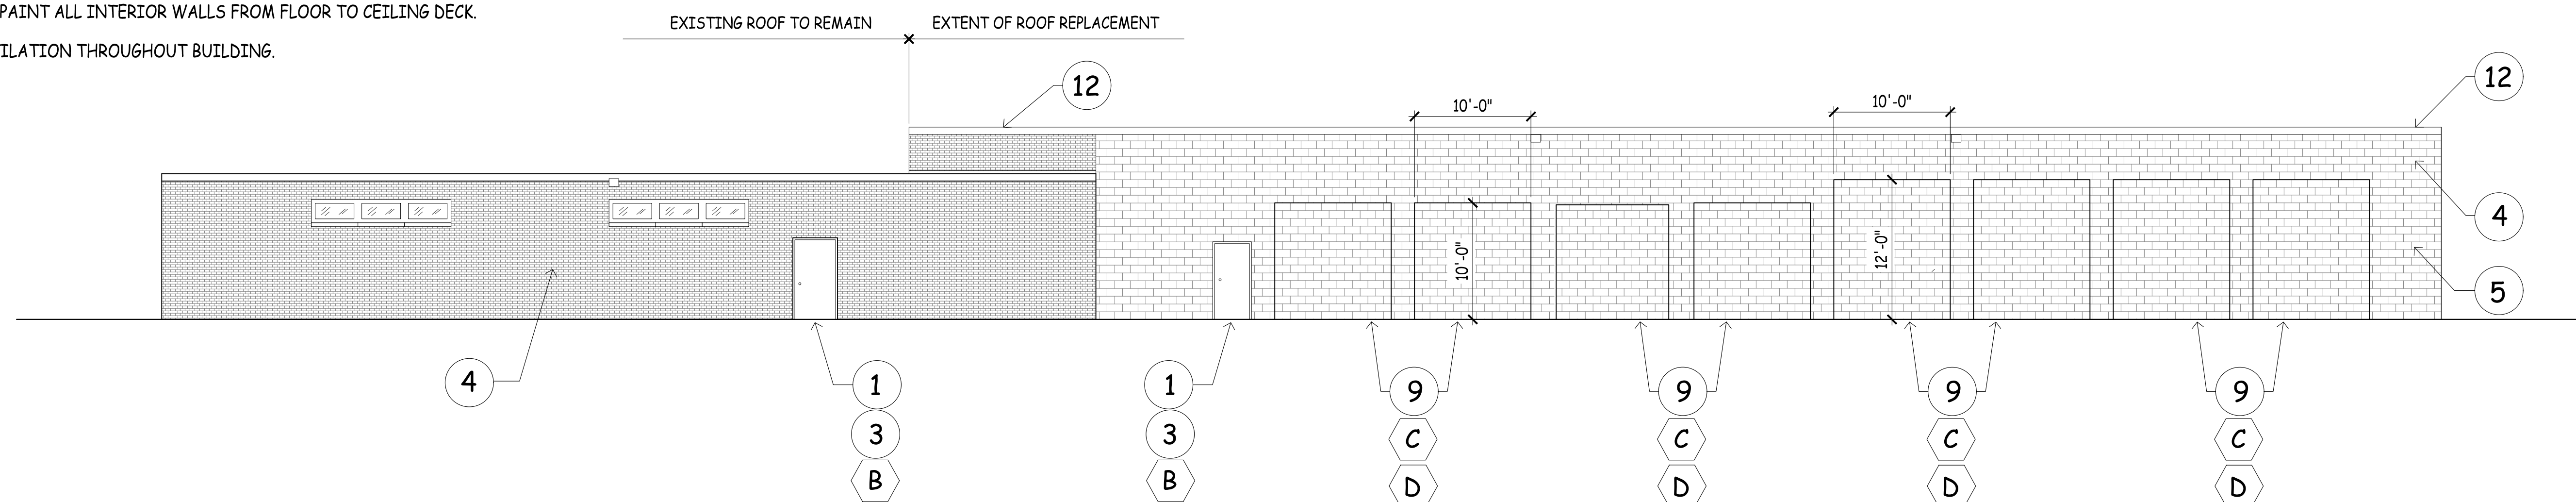 PAINT ALL INTERIOR WALLS FROM FLOOR TO CEILING DECK.
ILATION THROUGHOUT BUILDING.
EXISTING ROOF TO REMAIN
EXTENT OF ROOF REPLACEMENT
12
12
10'-0"
10'-0"
4
10'-0"
12'-0"
5
4
1
1
9
9
9
9
3
3
C
C
C
C
B
B
D
D
D
D